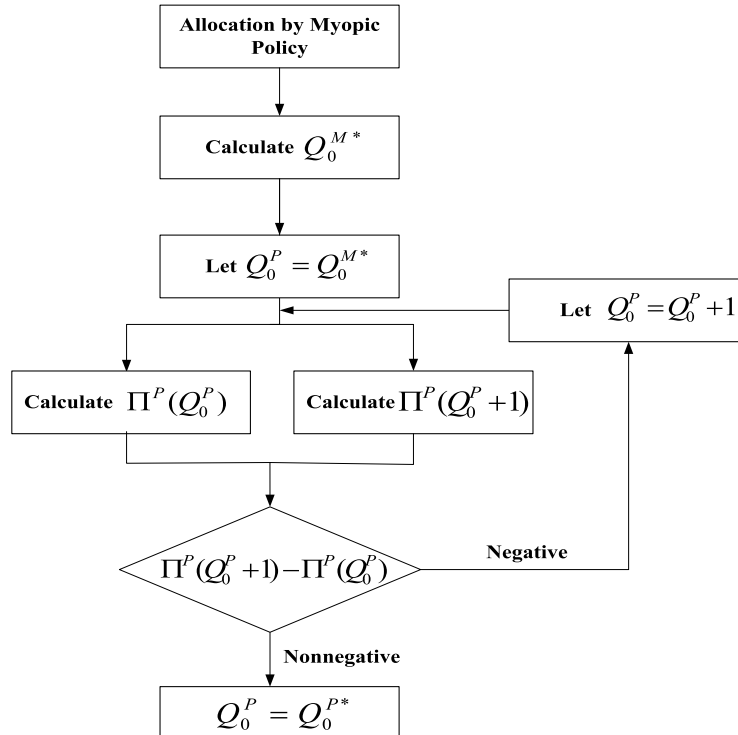 Allocation by Myopic
Policy
Calculate Q_0^{M*}
Let Q_0^P = Q_0^{M*}
Let Q_0^P = Q_0^P + 1
Calculate Π^P(Q_0^P)
Calculate Π^P(Q_0^P + 1)
Π^P(Q_0^P + 1) − Π^P(Q_0^P)
Negative
Nonnegative
Q_0^P = Q_0^{P*}